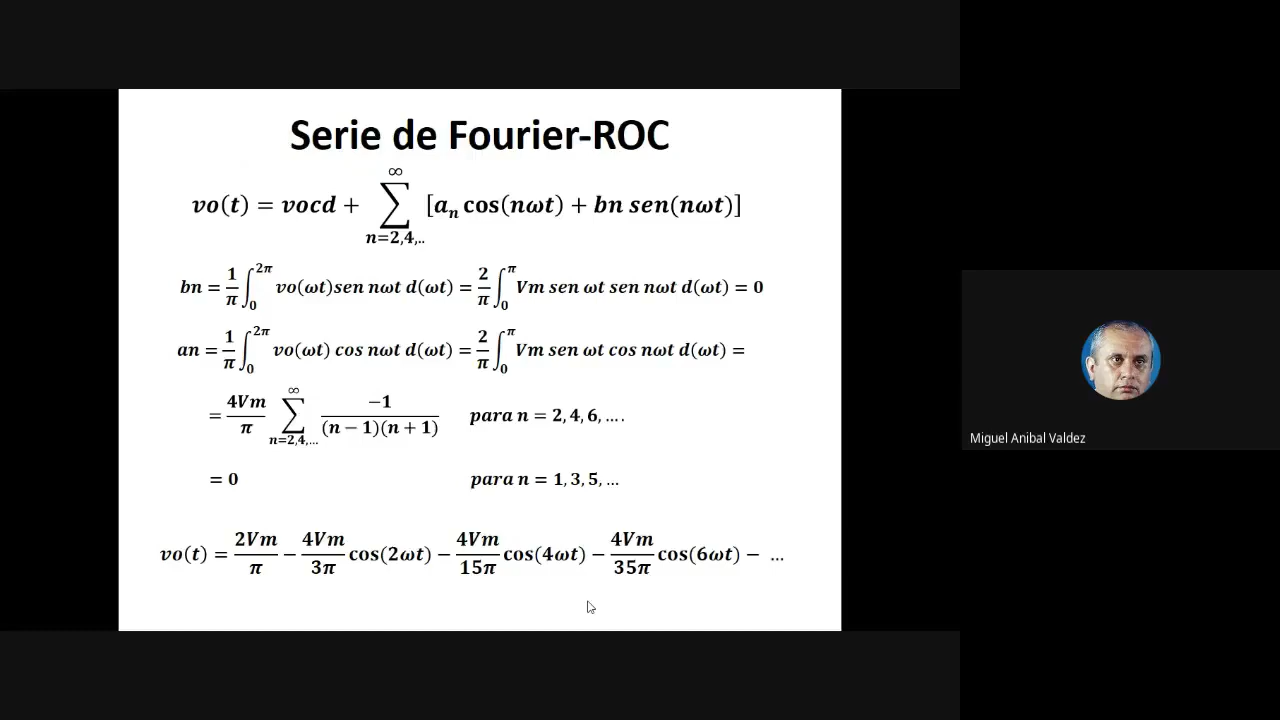 Serie de Fourier-ROC
vo(t) = vocd + ∑_{n=2,4,..}^{∞} [a_n cos(nωt) + bn sen(nωt)]
bn = 1/π ∫_0^{2π} vo(ωt)sen nωt d(ωt) = 2/π ∫_0^π Vm sen ωt sen nωt d(ωt) = 0
an = 1/π ∫_0^{2π} vo(ωt) cos nωt d(ωt) = 2/π ∫_0^π Vm sen ωt cos nωt d(ωt) =
= 4Vm/π ∑_{n=2,4,...}^{∞} -1/((n − 1)(n + 1)) para n = 2, 4, 6, ....
= 0 para n = 1, 3, 5, ...
vo(t) = 2Vm/π − 4Vm/3π cos(2ωt) − 4Vm/15π cos(4ωt) − 4Vm/35π cos(6ωt) − ...
Miguel Anibal Valdez